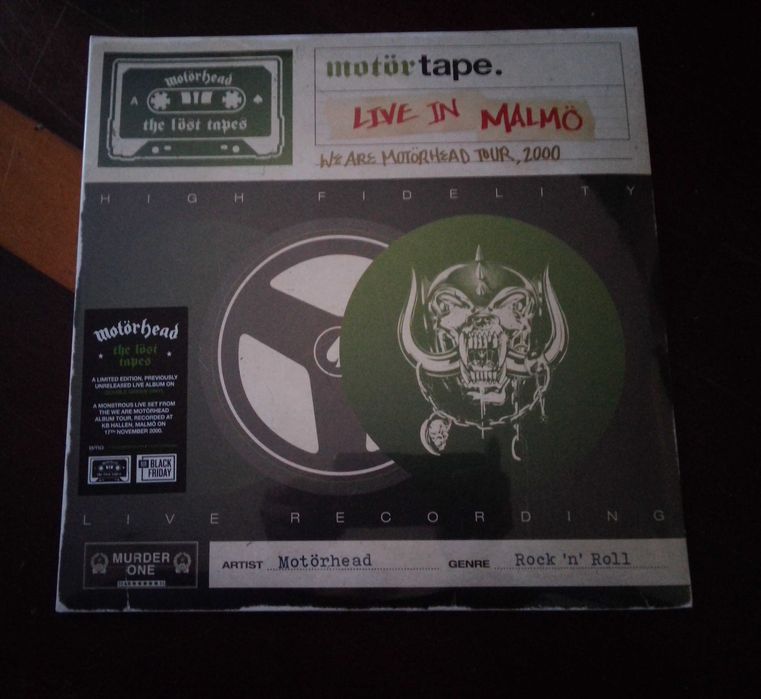 motörhead
A
the löst tapes
motörtape.
LIVE IN MALMÖ
WE ARE MOTÖRHEAD TOUR, 2000
HIGH FIDELITY
motörhead
the löst
tapes
A LIMITED EDITION, PREVIOUSLY
UNRELEASED LIVE ALBUM ON
A MONSTROUS LIVE SET FROM
THE WE ARE MOTÖRHEAD
ALBUM TOUR, RECORDED AT
KB HALLEN, MALMÖ ON
17TH NOVEMBER 2000.
BLACK
FRIDAY
LIVE RECORDING
MURDER
ONE
ARTIST Motörhead
GENRE Rock 'n' Roll